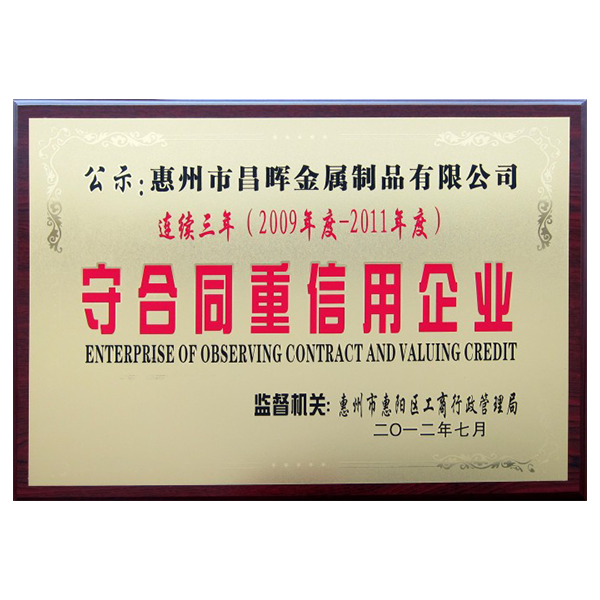 公示:惠州市昌晖金属制品有限公司
连续三年(2009年度-2011年度)
守合同重信用企业
ENTERPRISE OF OBSERVING CONTRACT AND VALUING CREDIT
监督机关:惠州市惠阳区工商行政管理局
二〇一二年七月